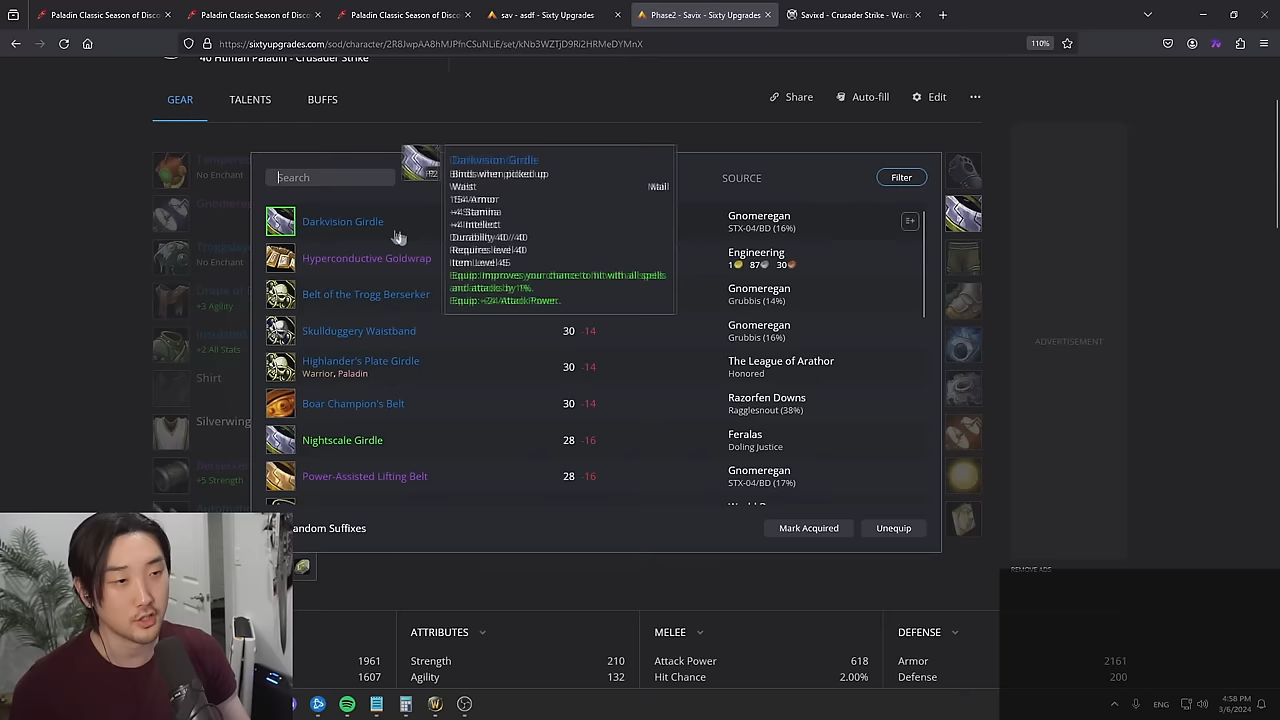 Paladin Classic Season of Disco
Paladin Classic Season of Disco
Paladin Classic Season of Disco
sav - asdf - Sixty Upgrades
Phase2 - Savix - Sixty Upgrades
Savixd - Crusader Strike - Warc
https://sixtyupgrades.com/sod/character/2R8JwpAA8hMJPfnCSuNLiE/set/kNb3WZTjD9Ri2HRMeDYMnX
110%
40 Human Paladin - Crusader Strike
GEAR
TALENTS
BUFFS
Share
Auto-fill
Edit
No Enchant
No Enchant
+3 Agility
+2 All Stats
Shirt
Silverwing
+5 Strength
Search
SOURCE
Filter
P2
Darkvision Girdle
Binds when picked up
Waist
Mail
154 Armor
+4 Stamina
+4 Intellect
Durability 40 / 40
Requires level 40
Item Level 45
Equip: Improves your chance to hit with all spells
and attacks by 1%.
Equip: +24 Attack Power.
Darkvision Girdle
Gnomeregan
STX-04/BD (16%)
Hyperconductive Goldwrap
Engineering
1 87 30
Belt of the Trogg Berserker
Gnomeregan
Grubbis (14%)
Skullduggery Waistband
30 -14
Gnomeregan
Grubbis (16%)
Highlander's Plate Girdle
Warrior, Paladin
30 -14
The League of Arathor
Honored
Boar Champion's Belt
30 -14
Razorfen Downs
Ragglesnout (38%)
Nightscale Girdle
28 -16
Feralas
Doling Justice
Power-Assisted Lifting Belt
28 -16
Gnomeregan
STX-04/BD (17%)
andom Suffixes
Mark Acquired
Unequip
ADVERTISEMENT
REMOVE ADS
1961
1607
ATTRIBUTES
Strength 210
Agility 132
MELEE
Attack Power 618
Hit Chance 2.00%
DEFENSE
Armor 2161
Defense 200
ENG
4:58 PM
3/6/2024